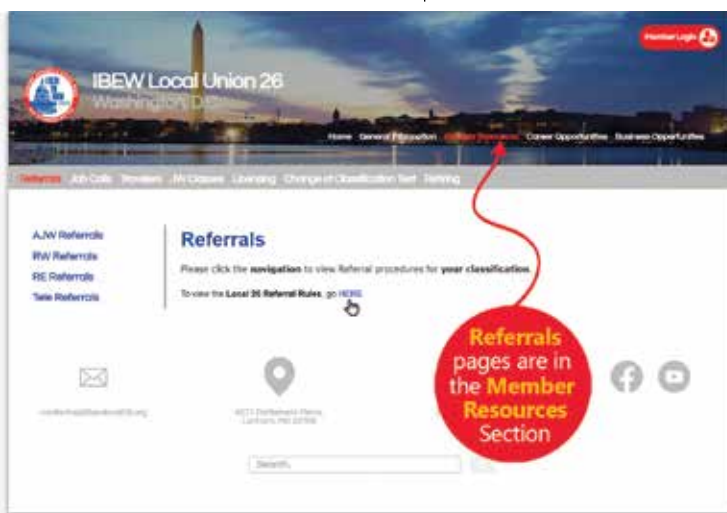 Member Login
IBEW Local Union 26
Washington, D.C.
Home General Information Member Resources Career Opportunities Business Opportunities
Referrals Job Calls Travelers JW Classes Licensing Change of Classification Test Retiring
AJW Referrals
RW Referrals
RE Referrals
Tele Referrals
Referrals
Please click the navigation to view Referral procedures for your classification.
To view the Local 26 Referral Rules, go HERE
Referrals
pages are in
the Member
Resources
Section
Search,